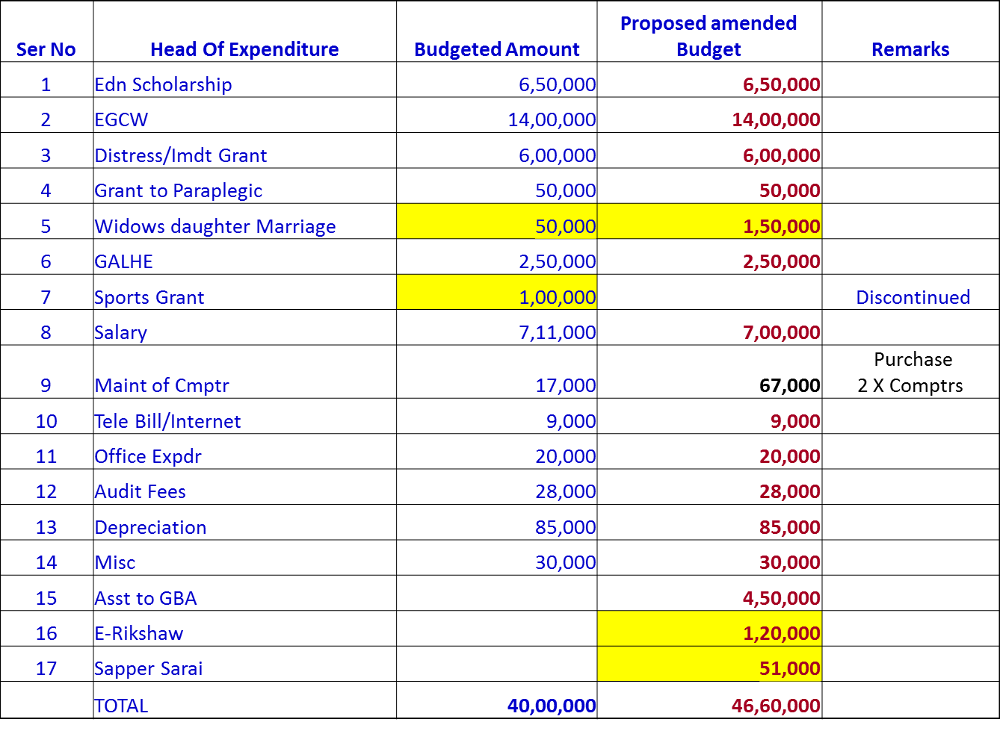 Ser No Head Of Expenditure Budgeted Amount Proposed amended Budget Remarks
1 Edn Scholarship 6,50,000 6,50,000
2 EGCW 14,00,000 14,00,000
3 Distress/Imdt Grant 6,00,000 6,00,000
4 Grant to Paraplegic 50,000 50,000
5 Widows daughter Marriage 50,000 1,50,000
6 GALHE 2,50,000 2,50,000
7 Sports Grant 1,00,000 Discontinued
8 Salary 7,11,000 7,00,000
9 Maint of Cmptr 17,000 67,000 Purchase 2 X Comptrs
10 Tele Bill/Internet 9,000 9,000
11 Office Expdr 20,000 20,000
12 Audit Fees 28,000 28,000
13 Depreciation 85,000 85,000
14 Misc 30,000 30,000
15 Asst to GBA 4,50,000
16 E-Rikshaw 1,20,000
17 Sapper Sarai 51,000
TOTAL 40,00,000 46,60,000